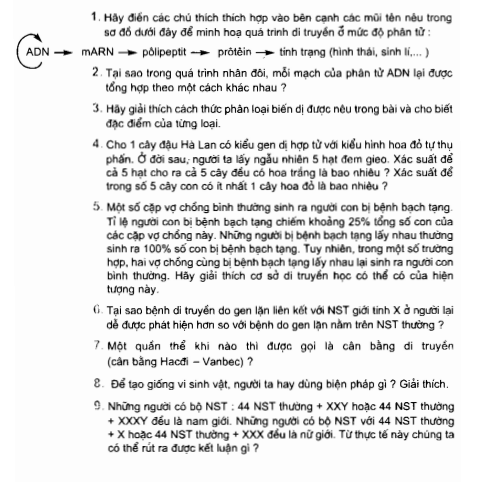 1. Hãy điền các chú thích thích hợp vào bên cạnh các mũi tên nêu trong
sơ đồ dưới đây để minh hoạ quá trình di truyền ở mức độ phân tử :
ADN → mARN → pôlipeptit → prôtêin → tính trạng (hình thái, sinh lí,... )
2. Tại sao trong quá trình nhân đôi, mỗi mạch của phân tử ADN lại được
tổng hợp theo một cách khác nhau ?
3. Hãy giải thích cách thức phân loại biến dị được nêu trong bài và cho biết
đặc điểm của từng loại.
4. Cho 1 cây đậu Hà Lan có kiểu gen dị hợp tử với kiểu hình hoa đỏ tự thụ
phấn. Ở đời sau, người ta lấy ngẫu nhiên 5 hạt đem gieo. Xác suất để
cả 5 hạt cho ra cả 5 cây đều có hoa trắng là bao nhiêu ? Xác suất để
trong số 5 cây con có ít nhất 1 cây hoa đỏ là bao nhiêu ?
5. Một số cặp vợ chồng bình thường sinh ra người con bị bệnh bạch tạng.
Tỉ lệ người con bị bệnh bạch tạng chiếm khoảng 25% tổng số con của
các cặp vợ chồng này. Những người bị bệnh bạch tạng lấy nhau thường
sinh ra 100% số con bị bệnh bạch tạng. Tuy nhiên, trong một số trường
hợp, hai vợ chồng cùng bị bệnh bạch tạng lấy nhau lại sinh ra người con
bình thường. Hãy giải thích cơ sở di truyền học có thể có của hiện
tượng này.
6. Tại sao bệnh di truyền do gen lặn liên kết với NST giới tính X ở người lại
dễ được phát hiện hơn so với bệnh do gen lặn nằm trên NST thường ?
7. Một quần thể khi nào thì được gọi là cân bằng di truyền
(cân bằng Hacđi – Vanbec) ?
8. Để tạo giống vi sinh vật, người ta hay dùng biện pháp gì ? Giải thích.
9. Những người có bộ NST : 44 NST thường + XXY hoặc 44 NST thường
+ XXXY đều là nam giới. Những người có bộ NST với 44 NST thường
+ X hoặc 44 NST thường + XXX đều là nữ giới. Từ thực tế này chúng ta
có thể rút ra được kết luận gì ?